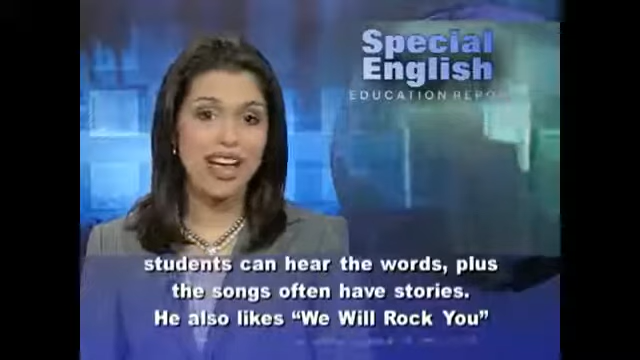 Special
English
EDUCATION REPORT
students can hear the words, plus
the songs often have stories.
He also likes “We Will Rock You”